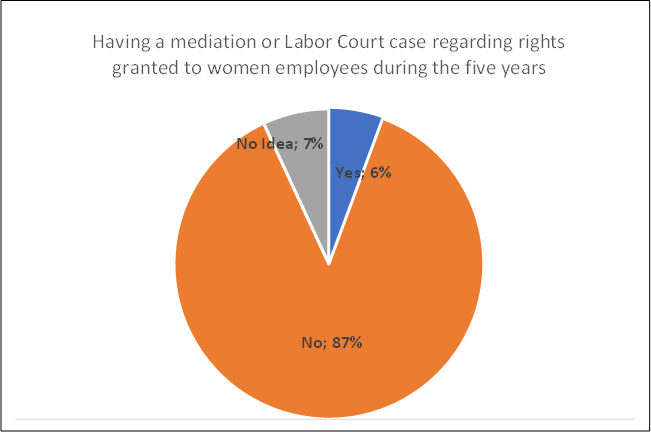 Having a mediation or Labor Court case regarding rights
granted to women employees during the five years
No Idea; 7%
Yes; 6%
No; 87%